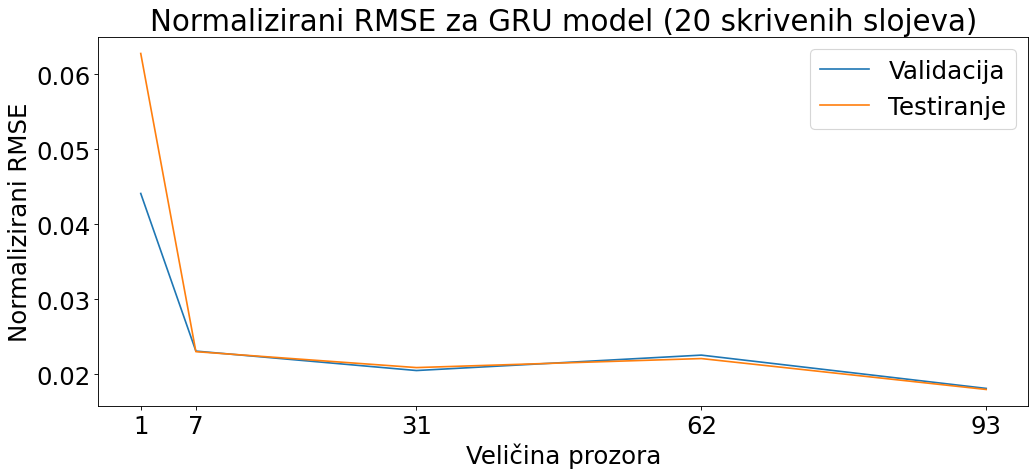 Normalizirani RMSE za GRU model (20 skrivenih slojeva)
Validacija
Testiranje
Normalizirani RMSE
0.06
0.05
0.04
0.03
0.02
1 7 31 62 93
Veličina prozora